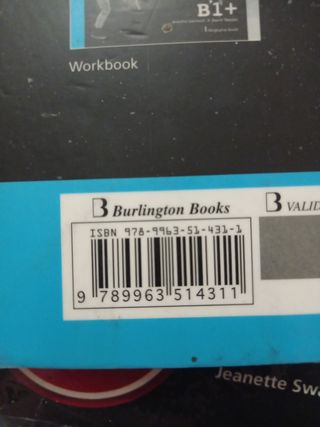 B1+
Workbook
B Burlington Books
B VALID
ISBN 978-9963-51-431-1
9 789963 514311
Jeanette Swa